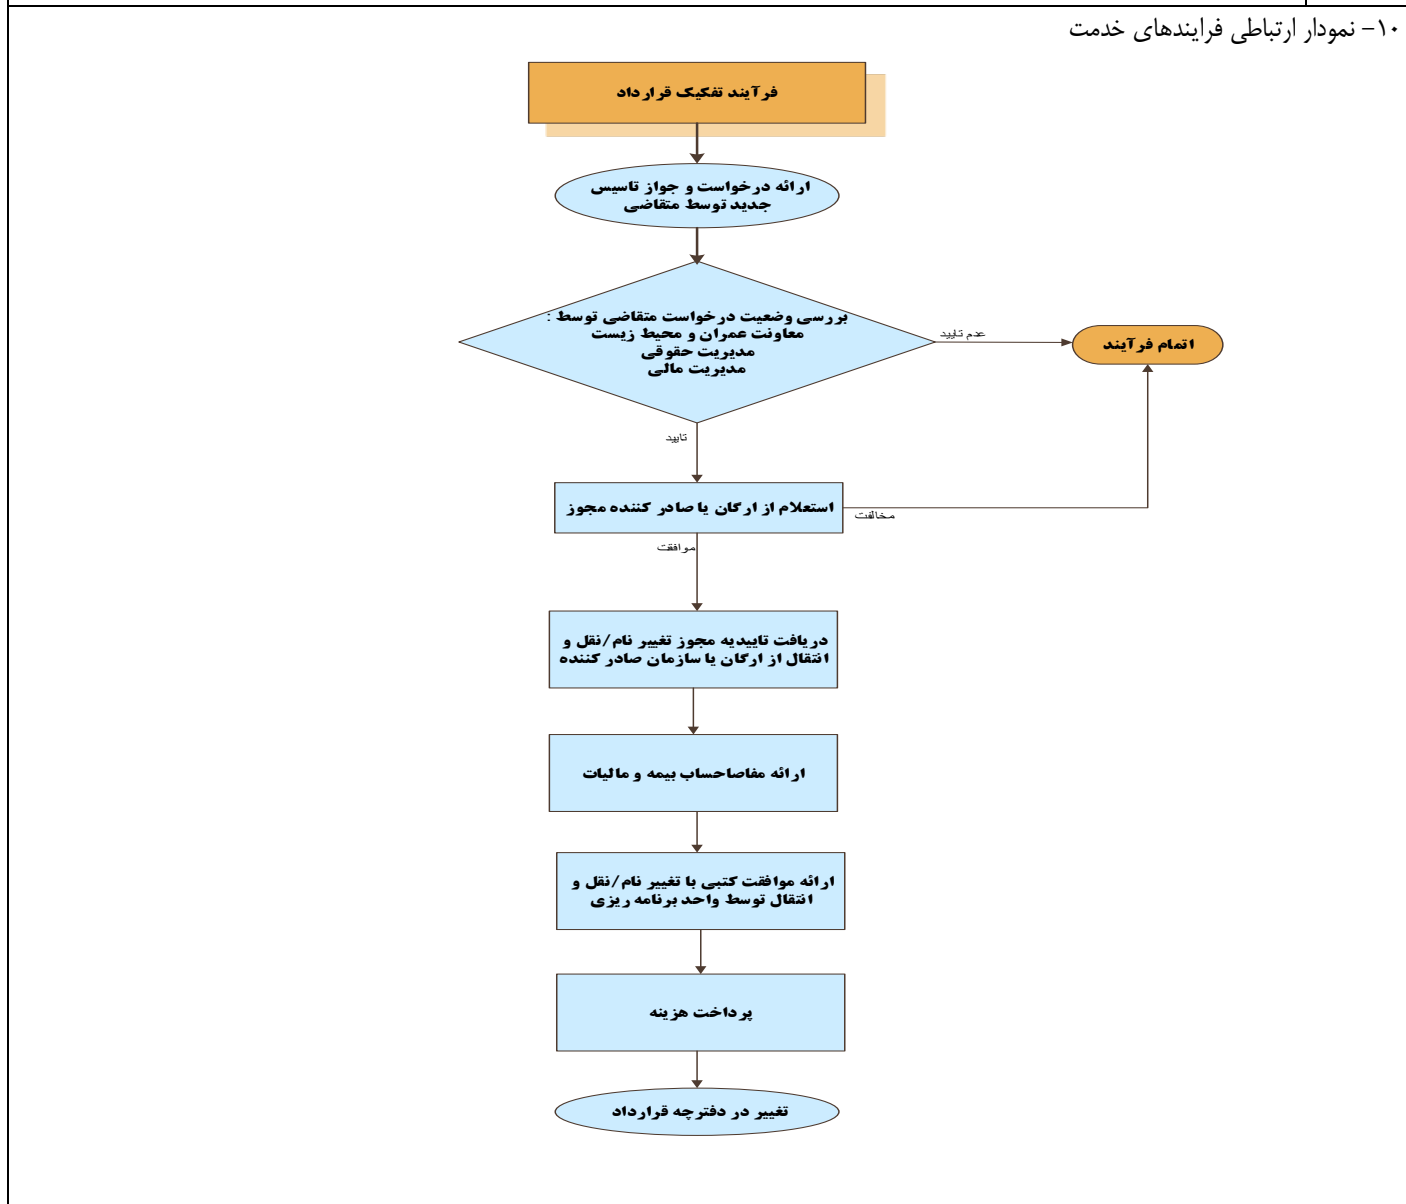 ۱۰- نمودار ارتباطی فرایندهای خدمت
فرآیند تفکیک قرارداد
ارائه درخواست و جواز تاسیس
جدید توسط متقاضی
بررسی وضعیت درخواست متقاضی توسط :
معاونت عمران و محیط زیست
مدیریت حقوقی
مدیریت مالی
عدم تایید
اتمام فرآیند
تایید
استعلام از ارگان یا صادر کننده مجوز
مخالفت
موافقت
دریافت تاییدیه مجوز تغییر نام/نقل و
انتقال از ارگان یا سازمان صادر کننده
ارائه مفاصاحساب بیمه و مالیات
ارائه موافقت کتبی با تغییر نام/نقل و
انتقال توسط واحد برنامه ریزی
پرداخت هزینه
تغییر در دفترچه قرارداد